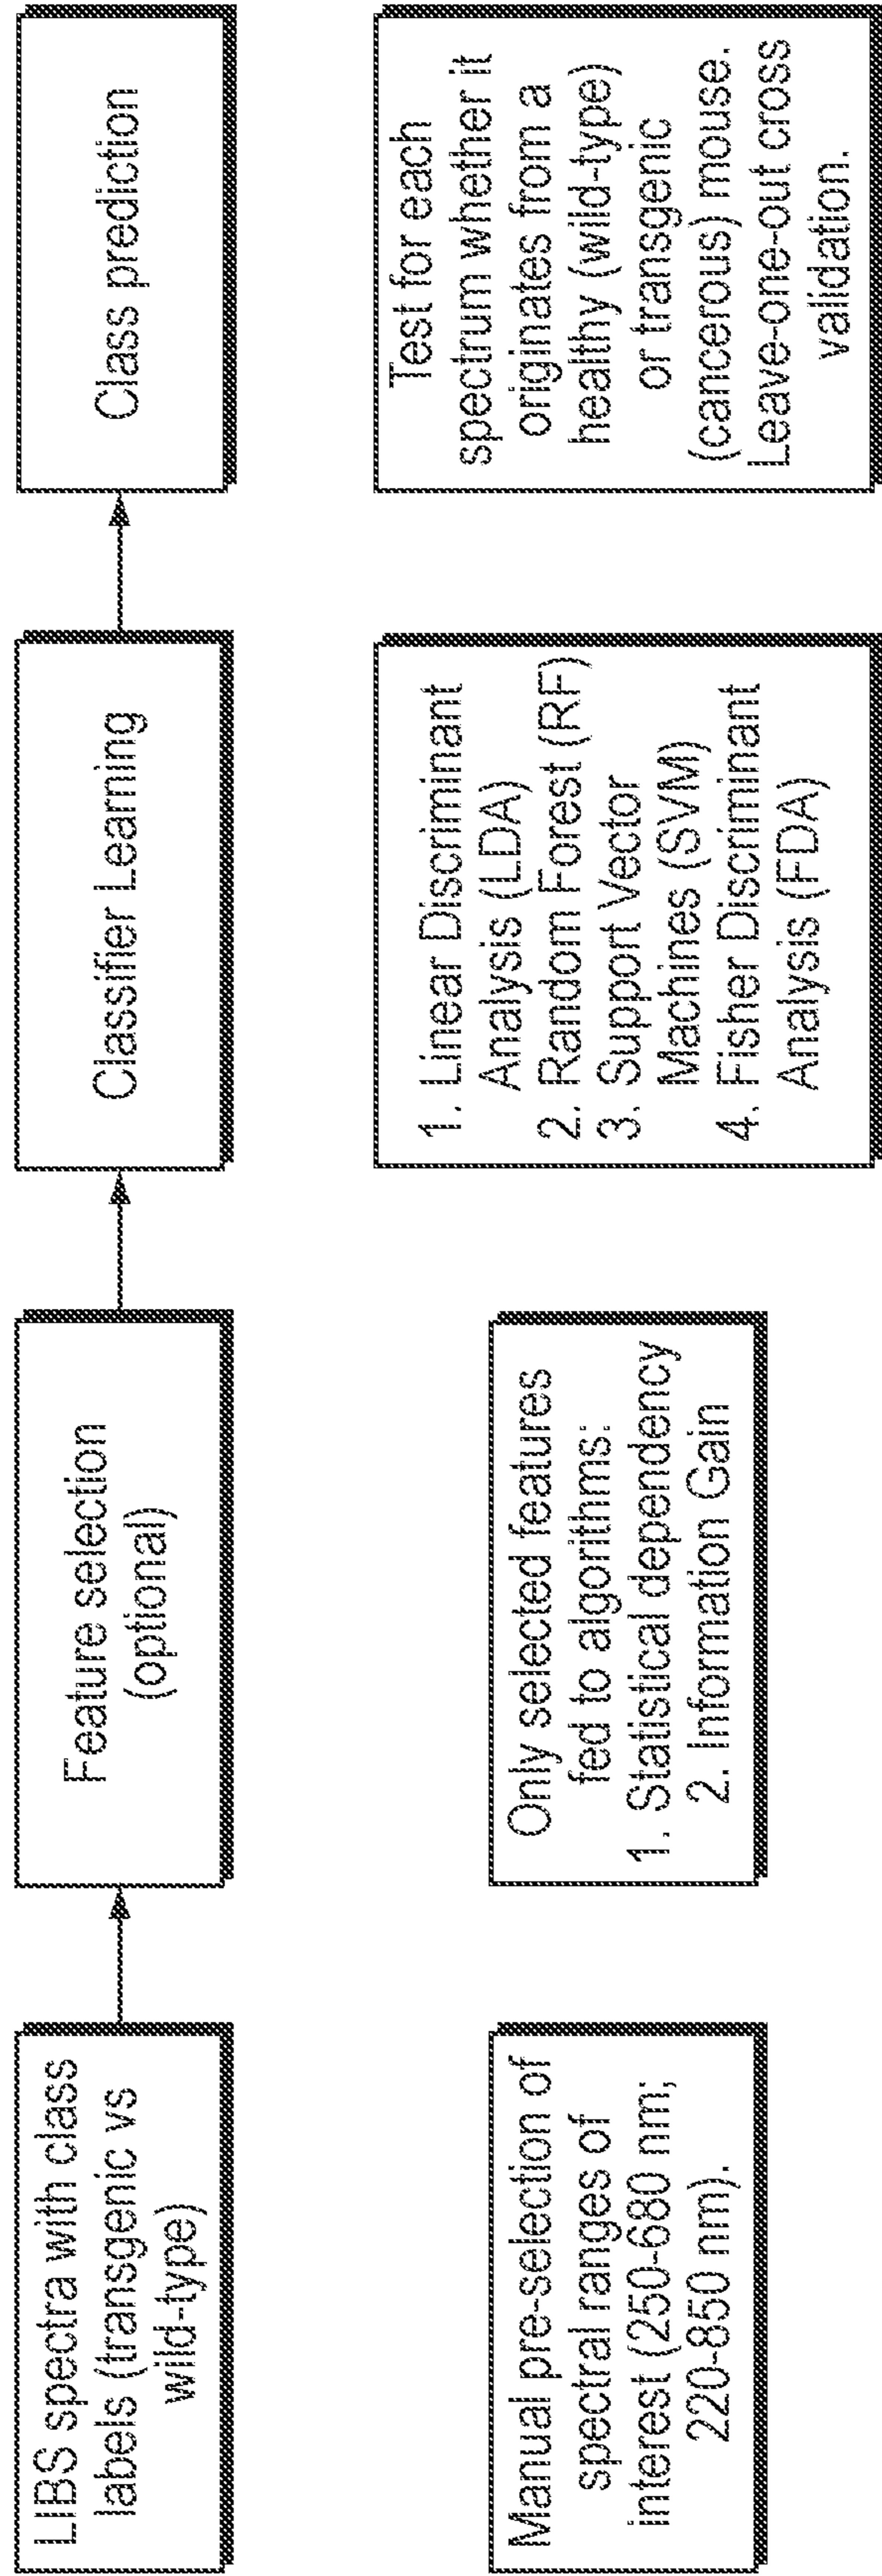 LIBS spectra with class
labels (transgenic vs
wild-type)
Feature selection
(optional)
Classifier Learning
Class prediction
Manual pre-selection of
spectral ranges of
interest (250-680 nm;
220-850 nm).
Only selected features
fed to algorithms:
1. Statistical dependency
2. Information Gain
1. Linear Discriminant
Analysis (LDA)
2. Random Forest (RF)
3. Support Vector
Machines (SVM)
4. Fisher Discriminant
Analysis (FDA)
Test for each
spectrum whether it
originates from a
healthy (wild-type)
or transgenic
(cancerous) mouse.
Leave-one-out cross
validation.